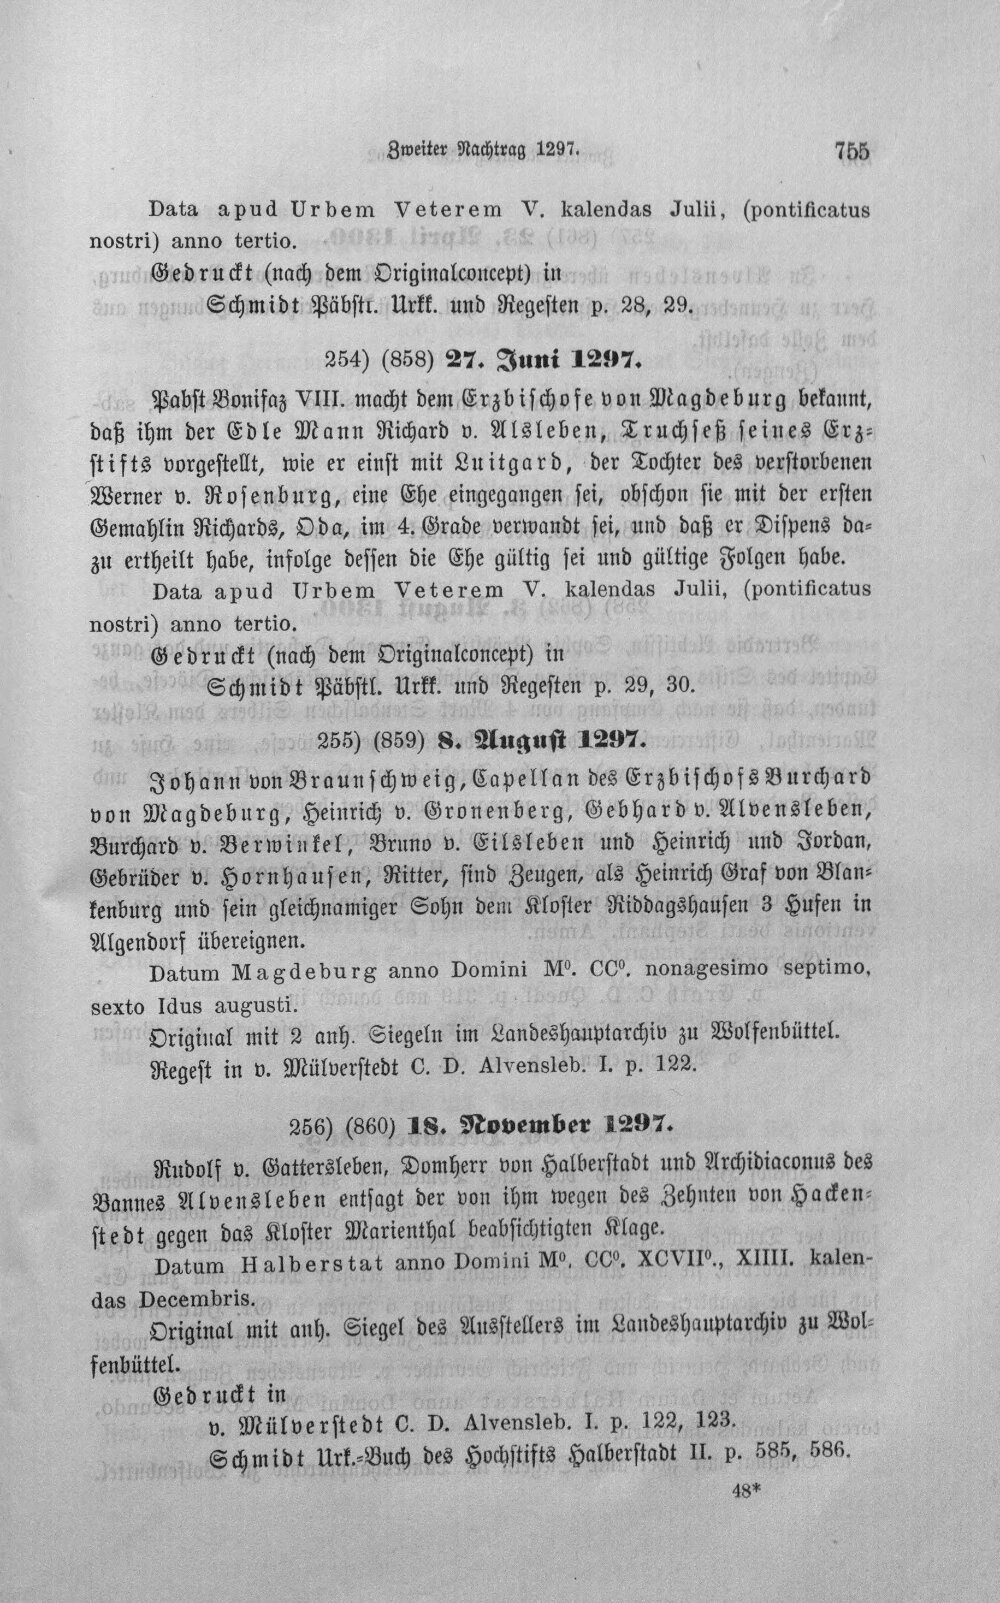 Zweiter Nachtrag 1297. 755
Data apud Urbem Veterem V. kalendas Julii, (pontificatus
nostri) anno tertio.
Gedruckt (nach dem Originalconcept) in
Schmidt Päbstl. Urkk. und Regesten p. 28, 29.
254) (858) 27. Juni 1297.
Pabst Bonifaz VIII. macht dem Erzbischofe von Magdeburg bekannt,
daß ihm der Edle Mann Richard v. Alsleben, Truchseß seines Erz-
stifts vorgestellt, wie er einst mit Luitgard, der Tochter des verstorbenen
Werner v. Rosenburg, eine Ehe eingegangen sei, obschon sie mit der ersten
Gemahlin Richards, Oda, im 4. Grade verwandt sei, und daß er Dispens da-
zu ertheilt habe, infolge dessen die Ehe gültig sei und gültige Folgen habe.
Data apud Urbem Veterem V. kalendas Julii, (pontificatus
nostri) anno tertio.
Gedruckt (nach dem Originalconcept) in
Schmidt Päbstl. Urkk. und Regesten p. 29, 30.
255) (859) 8. August 1297.
Johann von Braunschweig, Capellan des Erzbischofs Burchard
von Magdeburg, Heinrich v. Gronenberg, Gebhard v. Alvensleben,
Burchard v. Berwinkel, Bruno v. Eilsleben und Heinrich und Jordan,
Gebrüder v. Hornhausen, Ritter, sind Zeugen, als Heinrich Graf von Blan-
kenburg und sein gleichnamiger Sohn dem Kloster Riddagshausen 3 Hufen in
Algendorf übereignen.
Datum Magdeburg anno Domini M⁰. CC⁰. nonagesimo septimo,
sexto Idus augusti.
Original mit 2 anh. Siegeln im Landeshauptarchiv zu Wolfenbüttel.
Regest in v. Mülverstedt C. D. Alvensleb. I. p. 122.
256) (860) 18. November 1297.
Rudolf v. Gattersleben, Domherr von Halberstadt und Archidiaconus des
Bannes Alvensleben entsagt der von ihm wegen des Zehnten von Hacken-
stedt gegen das Kloster Marienthal beabsichtigten Klage.
Datum Halberstat anno Domini M⁰. CC⁰. XCVII⁰., XIIII. kalen-
das Decembris.
Original mit anh. Siegel des Ausstellers im Landeshauptarchiv zu Wol-
fenbüttel.
Gedruckt in
v. Mülverstedt C. D. Alvensleb. I. p. 122, 123.
Schmidt Urk.-Buch des Hochstifts Halberstadt II. p. 585, 586.
48*